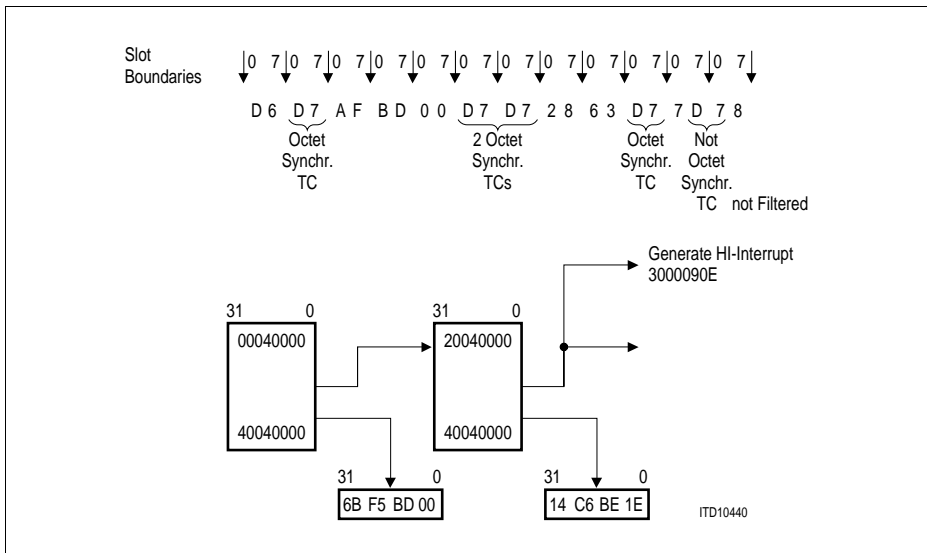 Slot
Boundaries
0 7 0 7 0 7 0 7 0 7 0 7 0 7 0 7 0 7 0 7 0 7 0 7
D 6 D 7 A F B D 0 0 D 7 D 7 2 8 6 3 D 7 7 D 7 8
Octet
Synchr.
TC
2 Octet
Synchr.
TCs
Octet
Synchr.
TC
Not
Octet
Synchr.
TC not Filtered
Generate HI-Interrupt
3000090E
31 0
31 0
00040000
20040000
40040000
40040000
31 0
31 0
6B F5 BD 00
14 C6 BE 1E
ITD10440